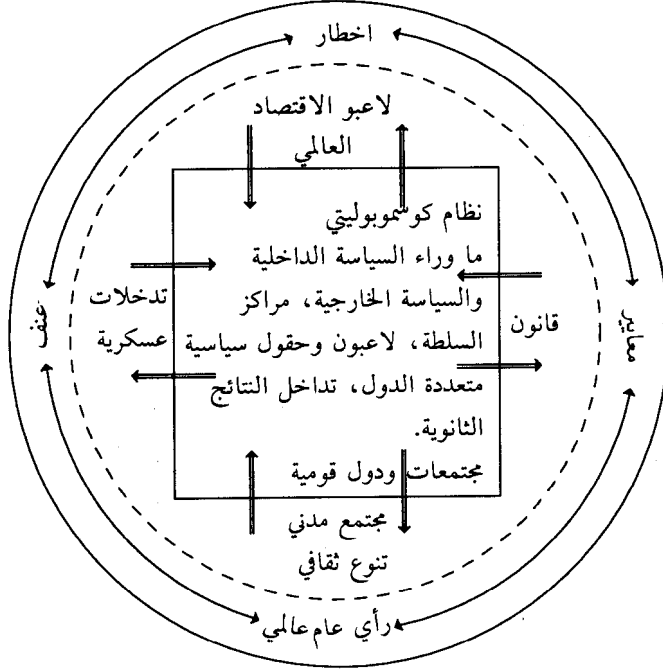 اخطار
لاعبو الاقتصاد
العالمي
نظام كوسموبوليتي
ما وراء السياسة الداخلية
والسياسة الخارجية، مراكز
السلطة، لاعبون وحقول سياسية
متعددة الدول، تداخل النتائج
الثانوية.
مجتمعات ودول قومية
معايير
قانون
تدخلات
عسكرية
عنف
مجتمع مدني
تنوع ثقافي
رأي عام عالمي